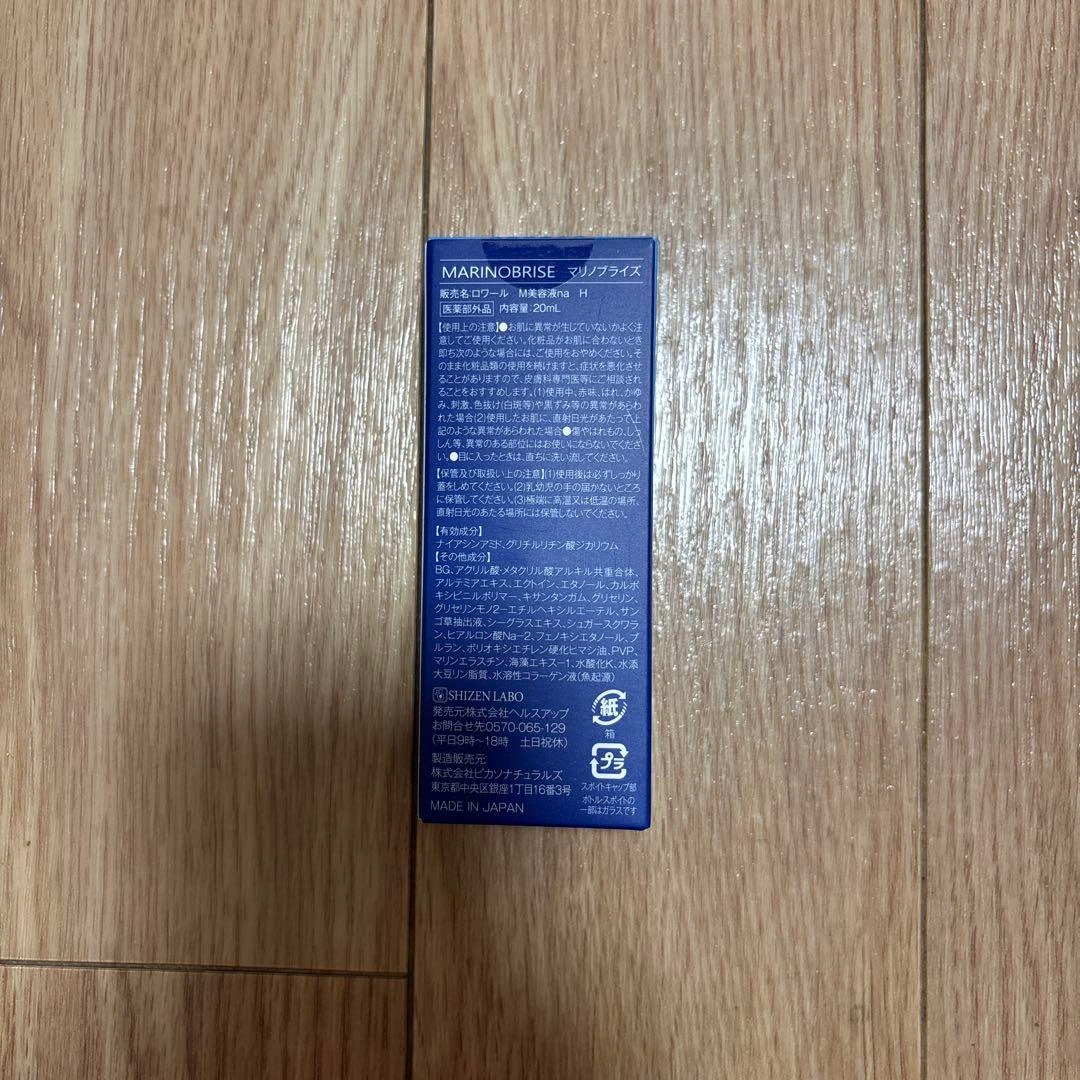 MARINOBRISE マリノブライズ
販売名:ロワール M美容液na H
医薬部外品 内容量:20mL
【使用上の注意】●お肌に異常が生じていないかよく注
意してご使用ください。化粧品がお肌に合わないとき
即ち次のような場合には、ご使用をおやめください。そ
のまま化粧品類の使用を続けますと、症状を悪化させ
ることがありますので、皮膚科専門医等にご相談され
ることをおすすめします。(1)使用中、赤味、はれ、かゆ
み、刺激、色抜け(白斑等)や黒ずみ等の異常があらわ
れた場合(2)使用したお肌に、直射日光があたって上
記のような異常があらわれた場合●傷やはれもの、しっ
しん等、異常のある部位にはお使いにならないでくださ
い。●目に入ったときは、直ちに洗い流してください。
【保管及び取扱い上の注意】(1)使用後は必ずしっかり
蓋をしめてください。(2)乳幼児の手の届かないところ
に保管してください。(3)極端に高温又は低温の場所、
直射日光のあたる場所には保管しないでください。
【有効成分】
ナイアシンアミド、グリチルリチン酸ジカリウム
【その他成分】
BG、アクリル酸・メタクリル酸アルキル共重合体、
アルテミアエキス、エクトイン、エタノール、カルボ
キシビニルポリマー、キサンタンガム、グリセリン、
グリセリンモノ2-エチルヘキシルエーテル、サン
ゴ草抽出液、シーグラスエキス、シュガースクワラ
ン、ヒアルロン酸Na-2、フェノキシエタノール、プ
ルラン、ポリオキシエチレン硬化ヒマシ油、PVP、
マリンエラスチン、海藻エキス-1、水酸化K、水添
大豆リン脂質、水溶性コラーゲン液(魚起源)
SHIZEN LABO
発売元株式会社ヘルスアップ
お問合せ先0570-065-129
(平日9時~18時 土日祝休)
製造販売元:
株式会社ピカソナチュラルズ
東京都中央区銀座1丁目16番3号
MADE IN JAPAN
紙
箱
プラ
スポイトキャップ部
ボトル・スポイトの
一部はガラスです